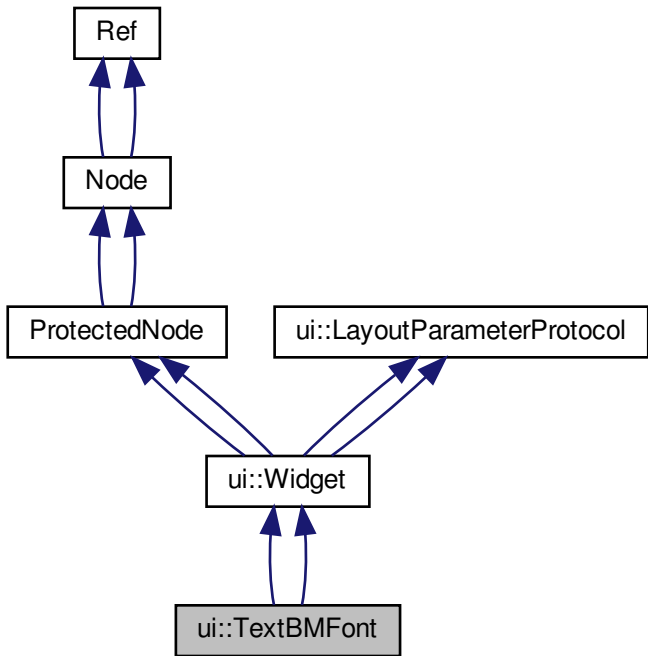 Ref
Node
ProtectedNode
ui::LayoutParameterProtocol
ui::Widget
ui::TextBMFont